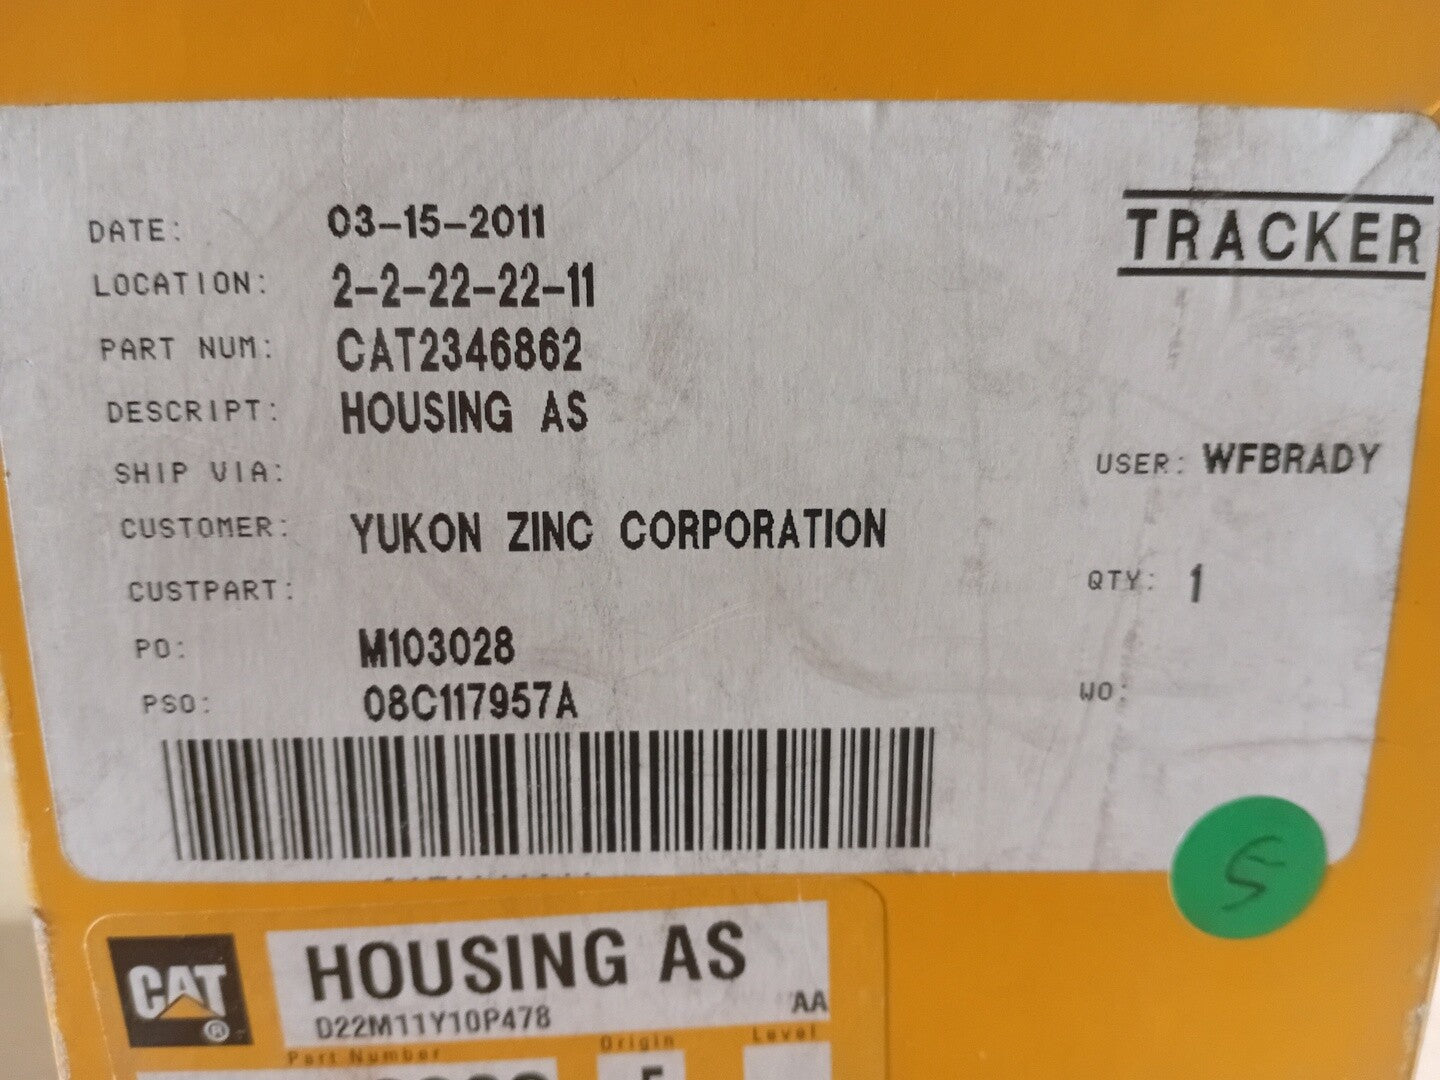 TRACKER
DATE: 03-15-2011
LOCATION: 2-2-22-22-11
PART NUM: CAT2346862
DESCRIPT: HOUSING AS
SHIP VIA:
USER: WFBRADY
CUSTOMER: YUKON ZINC CORPORATION
CUSTPART:
QTY: 1
PO: M103028
PSO: 08C117957A
WO:
5
CAT ®
HOUSING AS
D22M11Y10P478 AA
Part Number Origin Level